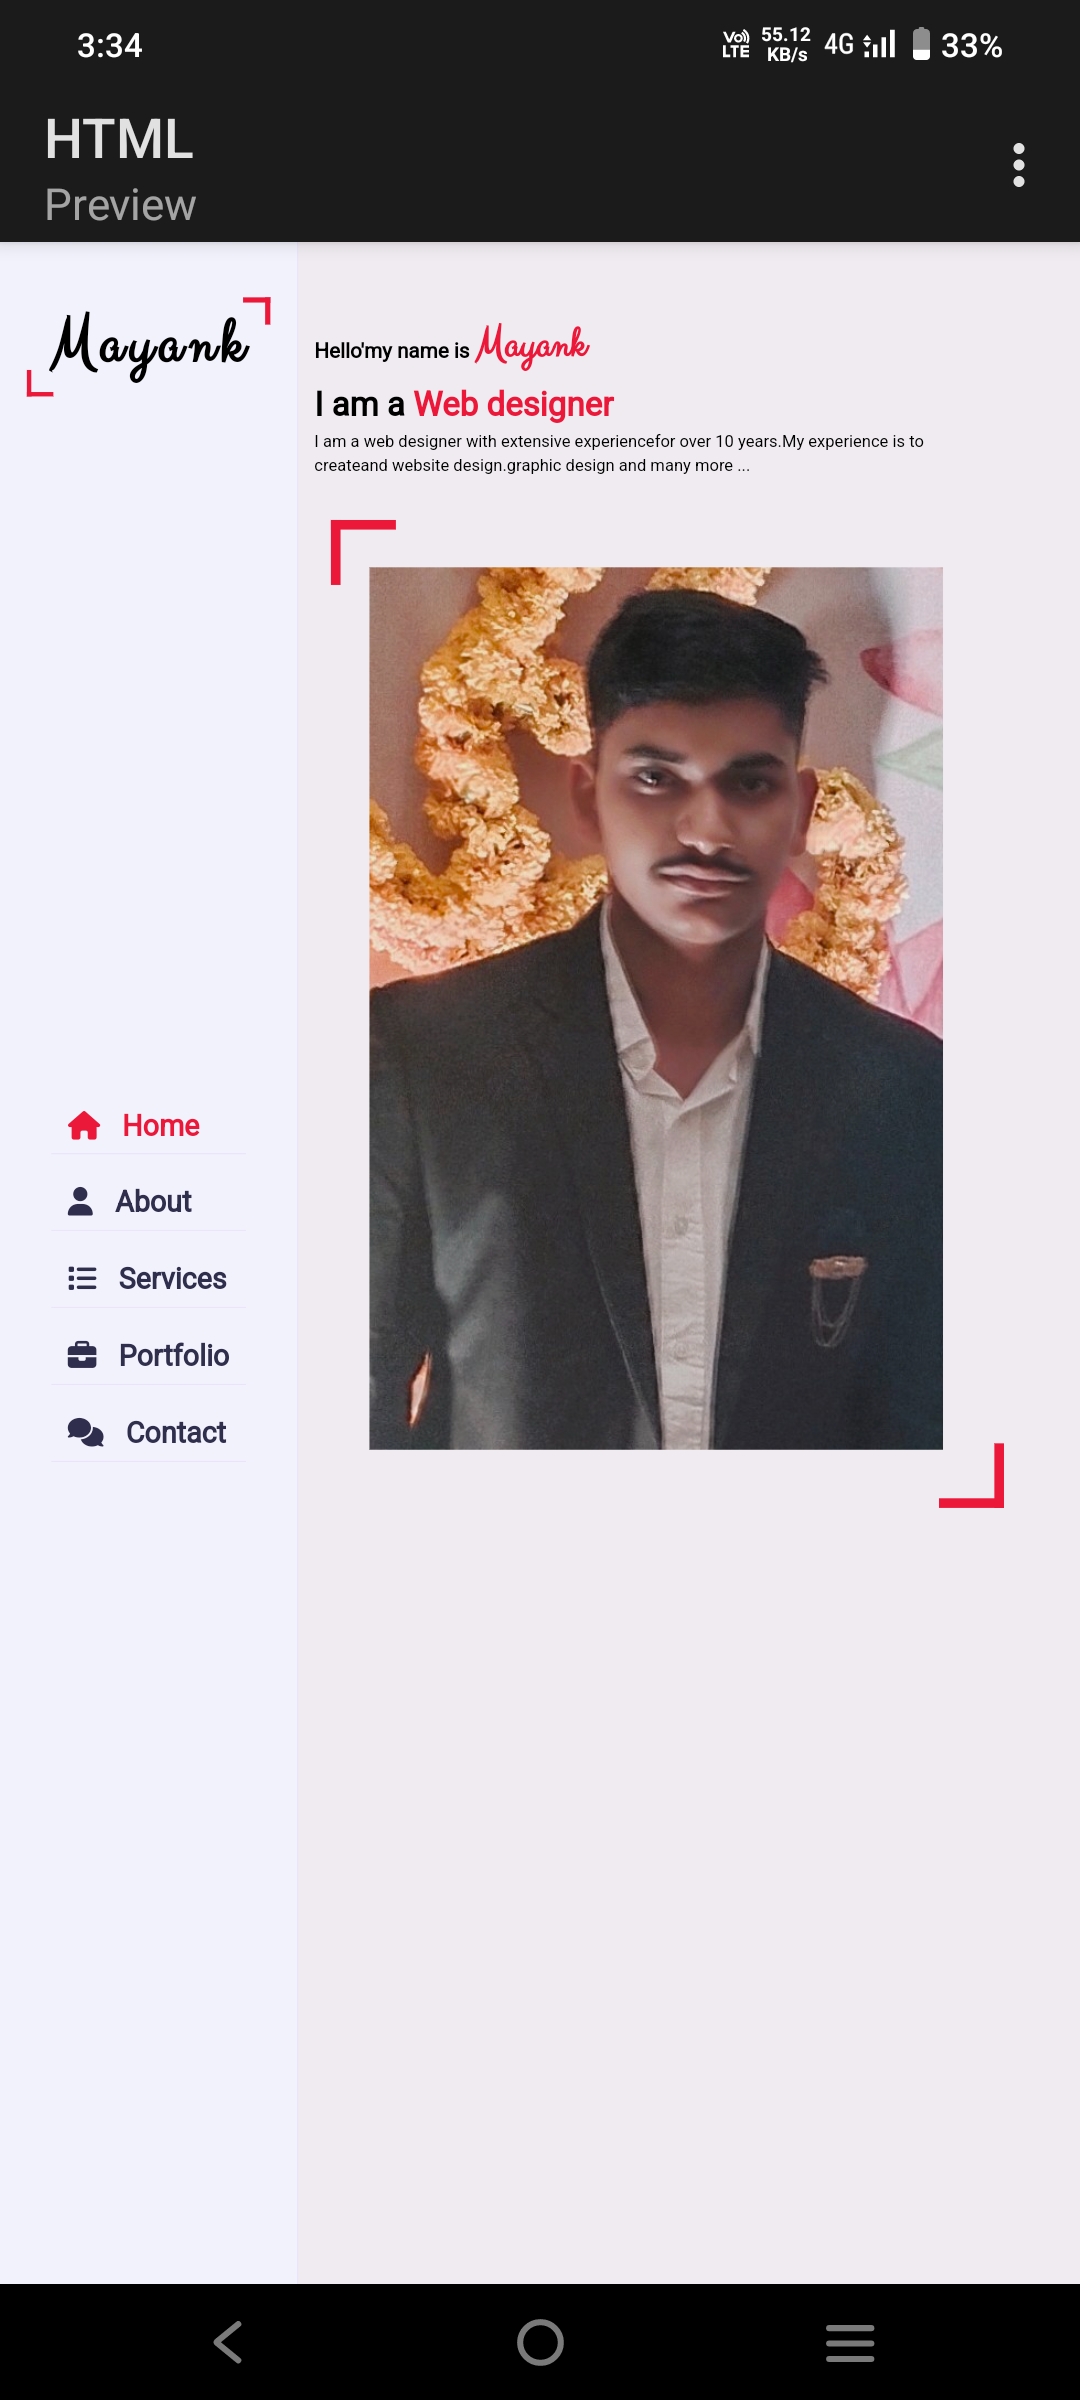 3:34
Vo) LTE 55.12 KB/s 4G 33%
HTML
Preview
Mayank
Hello'my name is Mayank
I am a Web designer
I am a web designer with extensive experiencefor over 10 years.My experience is to
createand website design.graphic design and many more ...
Home
About
Services
Portfolio
Contact